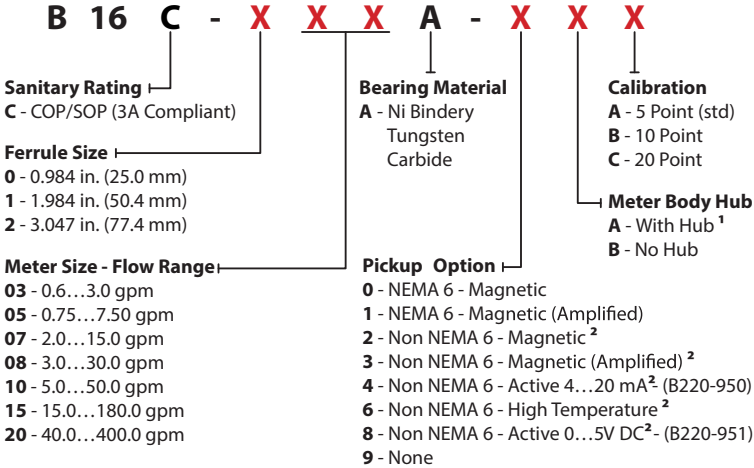 B 16 C - X X X A - X X X
Sanitary Rating
C - COP/SOP (3A Compliant)
Ferrule Size
0 - 0.984 in. (25.0 mm)
1 - 1.984 in. (50.4 mm)
2 - 3.047 in. (77.4 mm)
Meter Size - Flow Range
03 - 0.6…3.0 gpm
05 - 0.75…7.50 gpm
07 - 2.0…15.0 gpm
08 - 3.0…30.0 gpm
10 - 5.0…50.0 gpm
15 - 15.0…180.0 gpm
20 - 40.0…400.0 gpm
Bearing Material
A - Ni Bindery
Tungsten
Carbide
Pickup Option
0 - NEMA 6 - Magnetic
1 - NEMA 6 - Magnetic (Amplified)
2 - Non NEMA 6 - Magnetic ²
3 - Non NEMA 6 - Magnetic (Amplified) ²
4 - Non NEMA 6 - Active 4…20 mA²- (B220-950)
6 - Non NEMA 6 - High Temperature ²
8 - Non NEMA 6 - Active 0…5V DC²- (B220-951)
9 - None
Calibration
A - 5 Point (std)
B - 10 Point
C - 20 Point
Meter Body Hub
A - With Hub ¹
B - No Hub